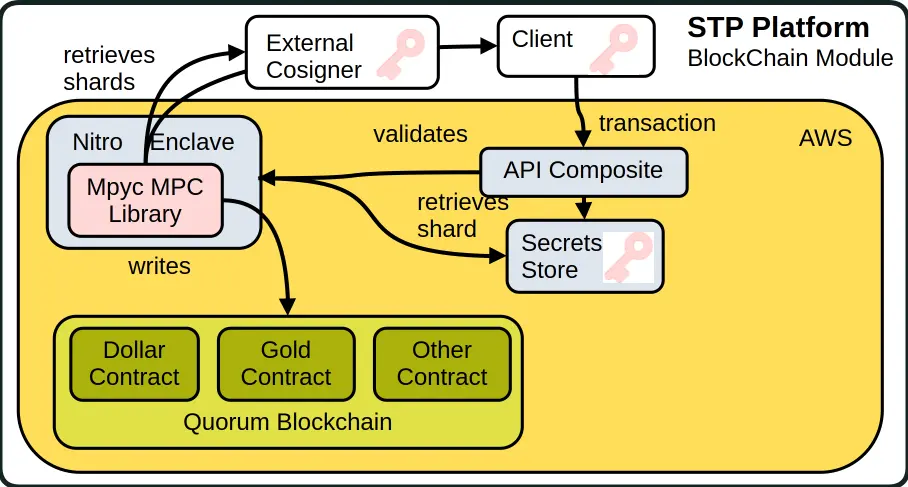 STP Platform
BlockChain Module
External
Cosigner
Client
retrieves
shards
AWS
transaction
validates
Nitro Enclave
Mpyc MPC
Library
API Composite
retrieves
shard
Secrets
Store
writes
Dollar
Contract
Gold
Contract
Other
Contract
Quorum Blockchain